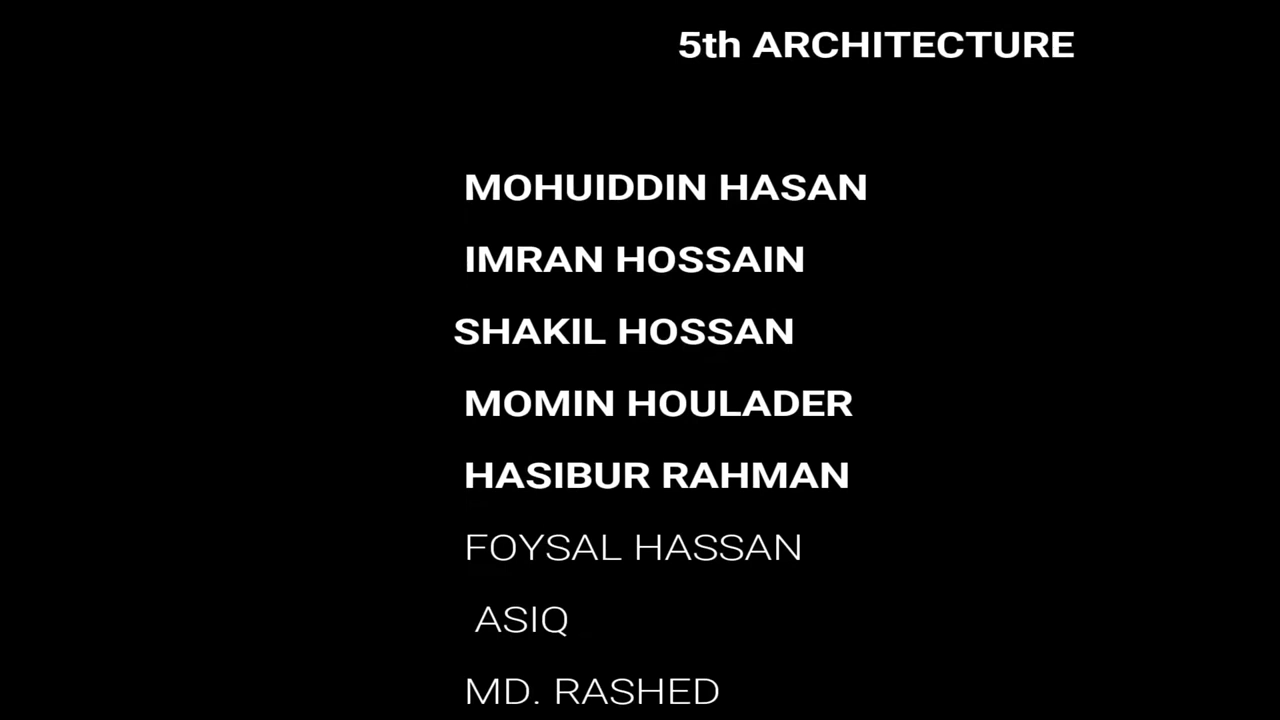 5th ARCHITECTURE
MOHUIDDIN HASAN
IMRAN HOSSAIN
SHAKIL HOSSAN
MOMIN HOULADER
HASIBUR RAHMAN
FOYSAL HASSAN
ASIQ
MD. RASHED